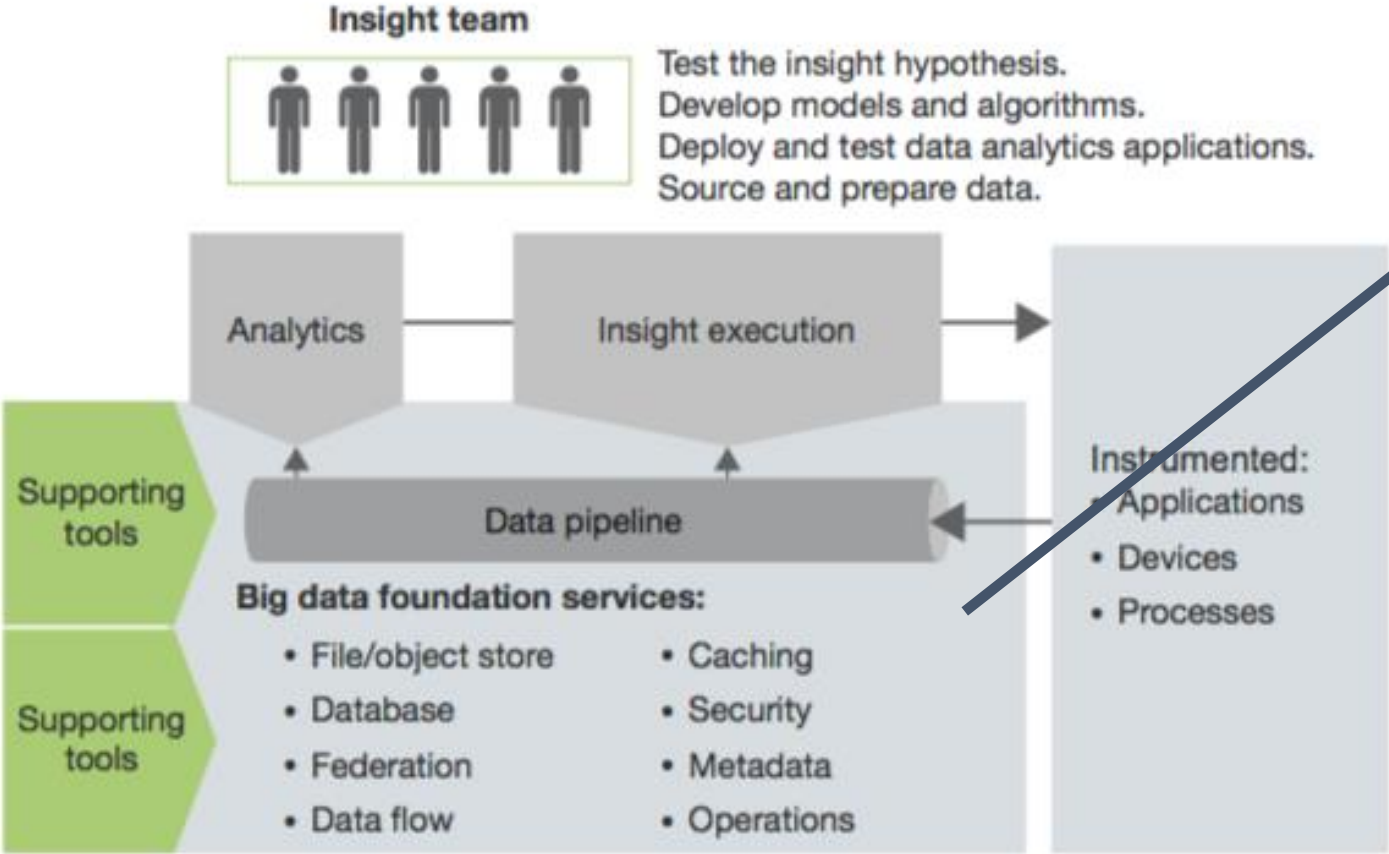 Insight team
Test the insight hypothesis.
Develop models and algorithms.
Deploy and test data analytics applications.
Source and prepare data.
Analytics
Insight execution
Supporting
tools
Data pipeline
Instrumented:
• Applications
• Devices
• Processes
Big data foundation services:
• File/object store
• Database
• Federation
• Data flow
• Caching
• Security
• Metadata
• Operations
Supporting
tools